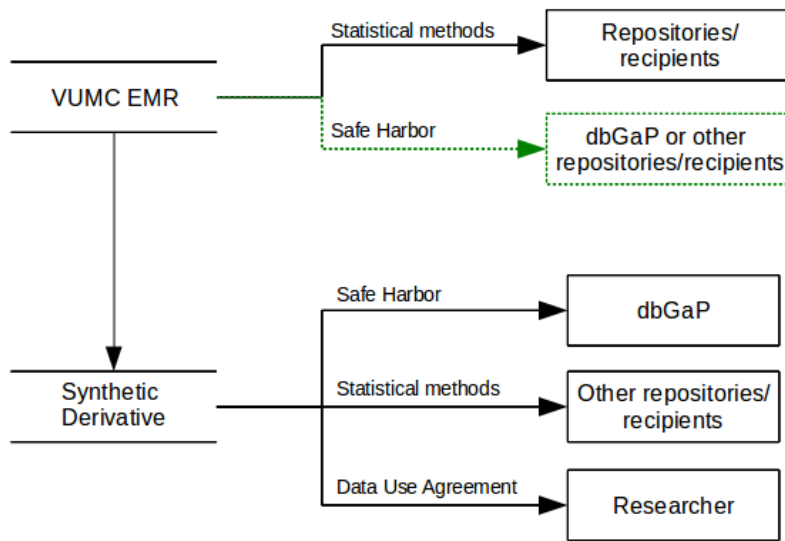 Statistical methods
Repositories/
recipients
VUMC EMR
Safe Harbor
dbGaP or other
repositories/recipients
Safe Harbor
dbGaP
Synthetic
Derivative
Statistical methods
Other repositories/
recipients
Data Use Agreement
Researcher